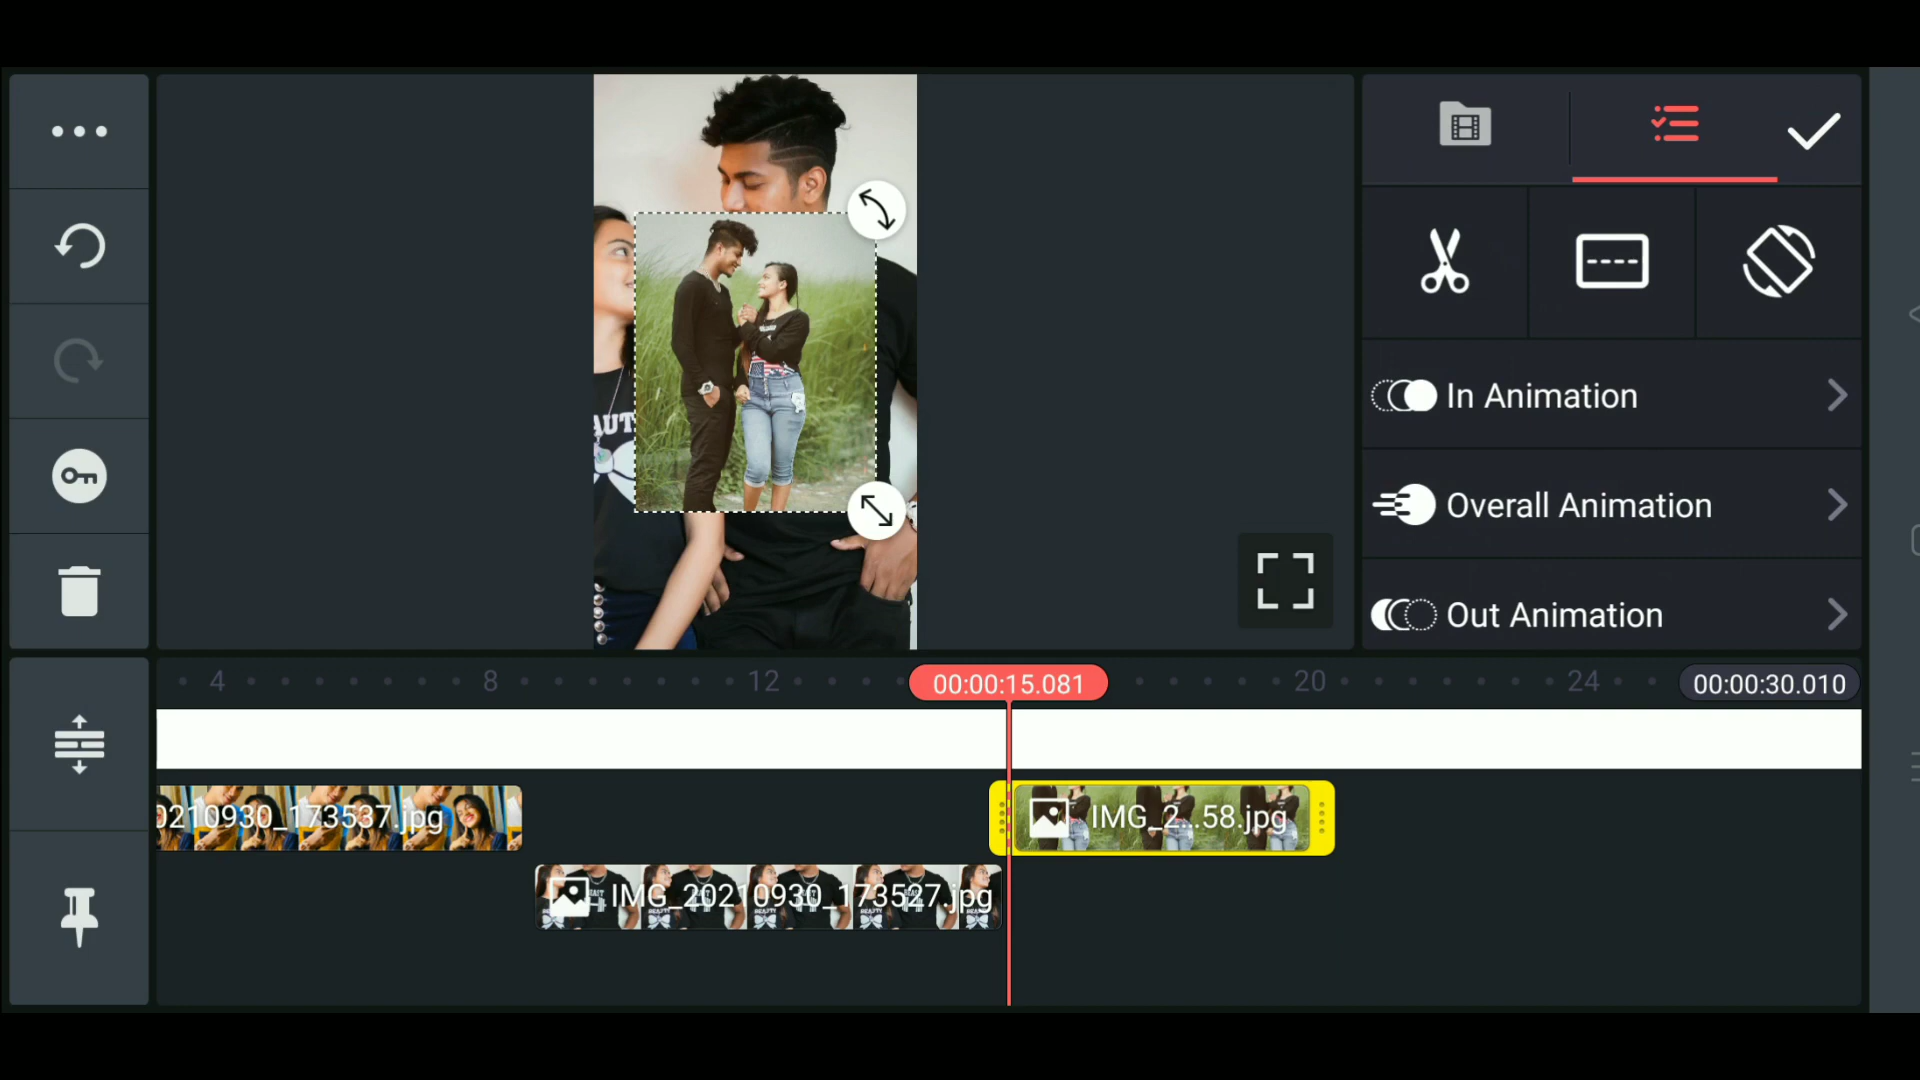 In Animation
Overall Animation
Out Animation
4 8 12 00:00:15.081 20 24 00:00:30.010
0210930_173537.jpg
IMG_2...58.jpg
IMG_20210930_173527.jpg